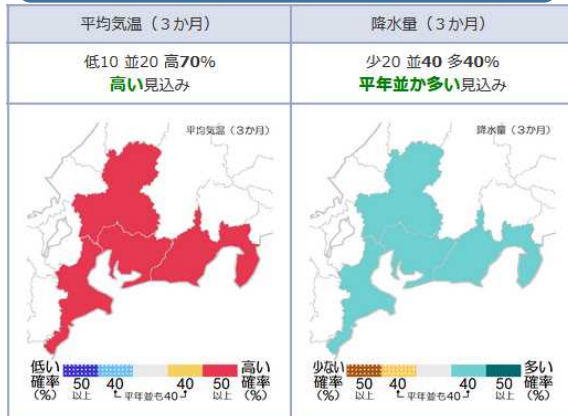 平均気温（３か月）
降水量（３か月）
低10 並20 高70%
高い見込み
少20 並40 多40%
平年並か多い見込み
平均気温（3か月）
降水量（3か月）
低い
確率
(%)
50
以上
40
平年並も40
40
50
以上
高い
確率
(%)
少ない
確率
(%)
50
以上
40
平年並も40
40
50
以上
多い
確率
(%)